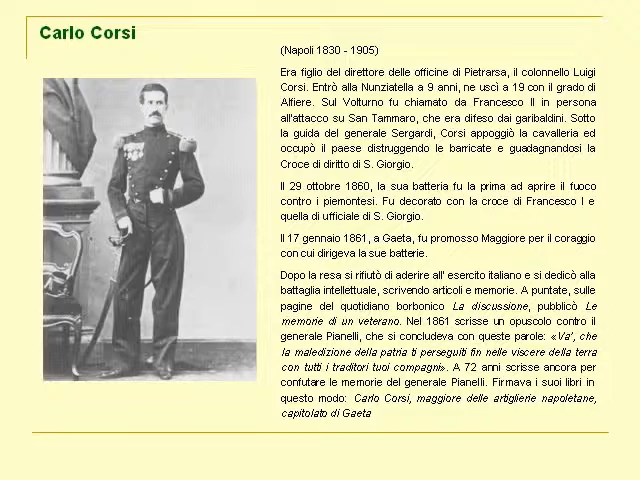 Carlo Corsi
(Napoli 1830 - 1905)
Era figlio del direttore delle officine di Pietrarsa, il colonnello Luigi
Corsi. Entrò alla Nunziatella a 9 anni, ne uscì a 19 con il grado di
Alfiere. Sul Volturno fu chiamato da Francesco II in persona
all'attacco su San Tammaro, che era difeso dai garibaldini. Sotto
la guida del generale Sergardi, Corsi appoggiò la cavalleria ed
occupò il paese distruggendo le barricate e guadagnandosi la
Croce di diritto di S. Giorgio.
Il 29 ottobre 1860, la sua batteria fu la prima ad aprire il fuoco
contro i piemontesi. Fu decorato con la croce di Francesco I e
quella di ufficiale di S. Giorgio.
Il 17 gennaio 1861, a Gaeta, fu promosso Maggiore per il coraggio
con cui dirigeva la sue batterie.
Dopo la resa si rifiutò di aderire all' esercito italiano e si dedicò alla
battaglia intellettuale, scrivendo articoli e memorie. A puntate, sulle
pagine del quotidiano borbonico La discussione, pubblicò Le
memorie di un veterano. Nel 1861 scrisse un opuscolo contro il
generale Pianelli, che si concludeva con queste parole: «Va', che
la maledizione della patria ti perseguiti fin nelle viscere della terra
con tutti i traditori tuoi compagni». A 72 anni scrisse ancora per
confutare le memorie del generale Pianelli. Firmava i suoi libri in
questo modo: Carlo Corsi, maggiore delle artiglierie napoletane,
capitolato di Gaeta